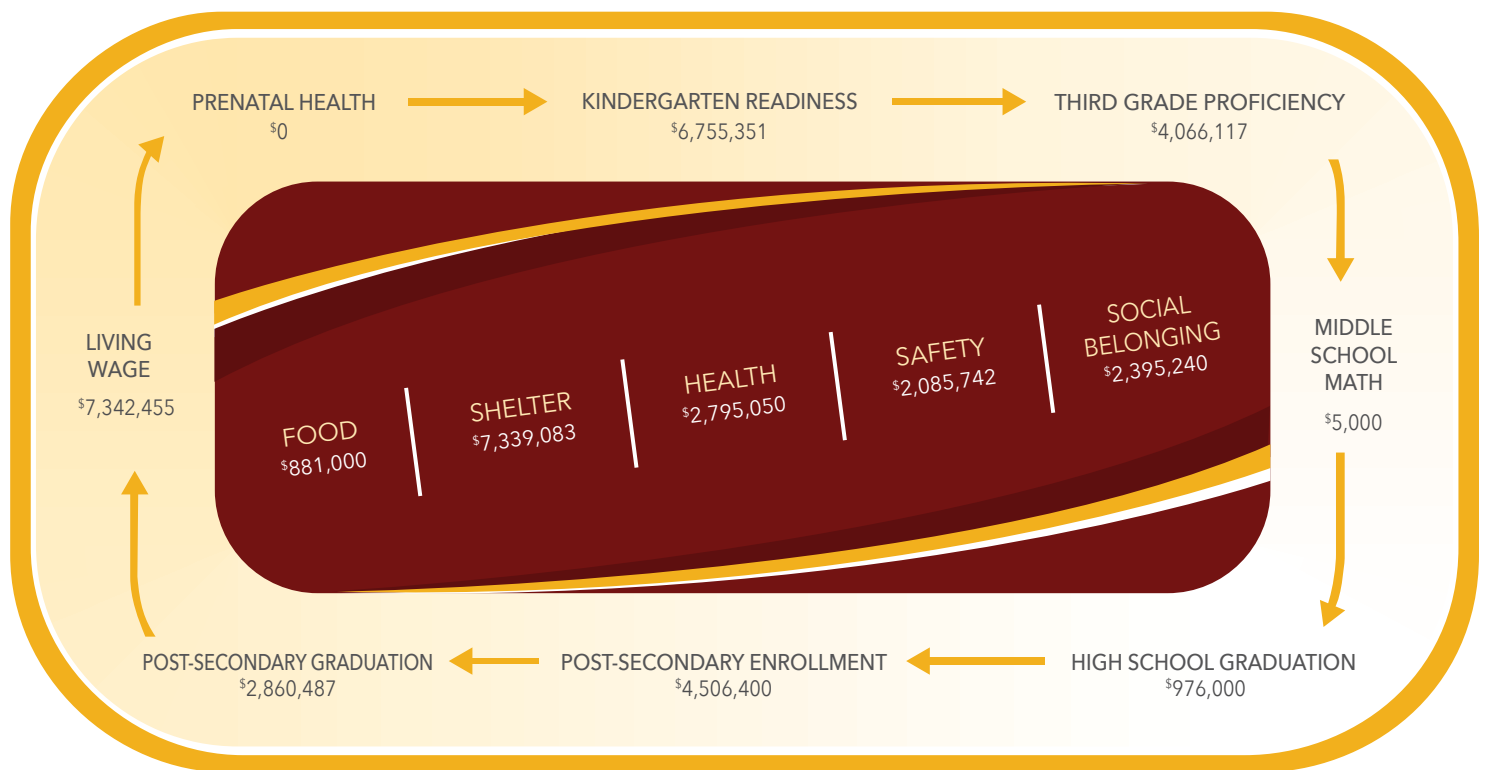 PRENATAL HEALTH
$0
KINDERGARTEN READINESS
$6,755,351
THIRD GRADE PROFICIENCY
$4,066,117
MIDDLE
SCHOOL
MATH
$5,000
HIGH SCHOOL GRADUATION
$976,000
POST-SECONDARY ENROLLMENT
$4,506,400
POST-SECONDARY GRADUATION
$2,860,487
LIVING
WAGE
$7,342,455
FOOD
$881,000
SHELTER
$7,339,083
HEALTH
$2,795,050
SAFETY
$2,085,742
SOCIAL
BELONGING
$2,395,240